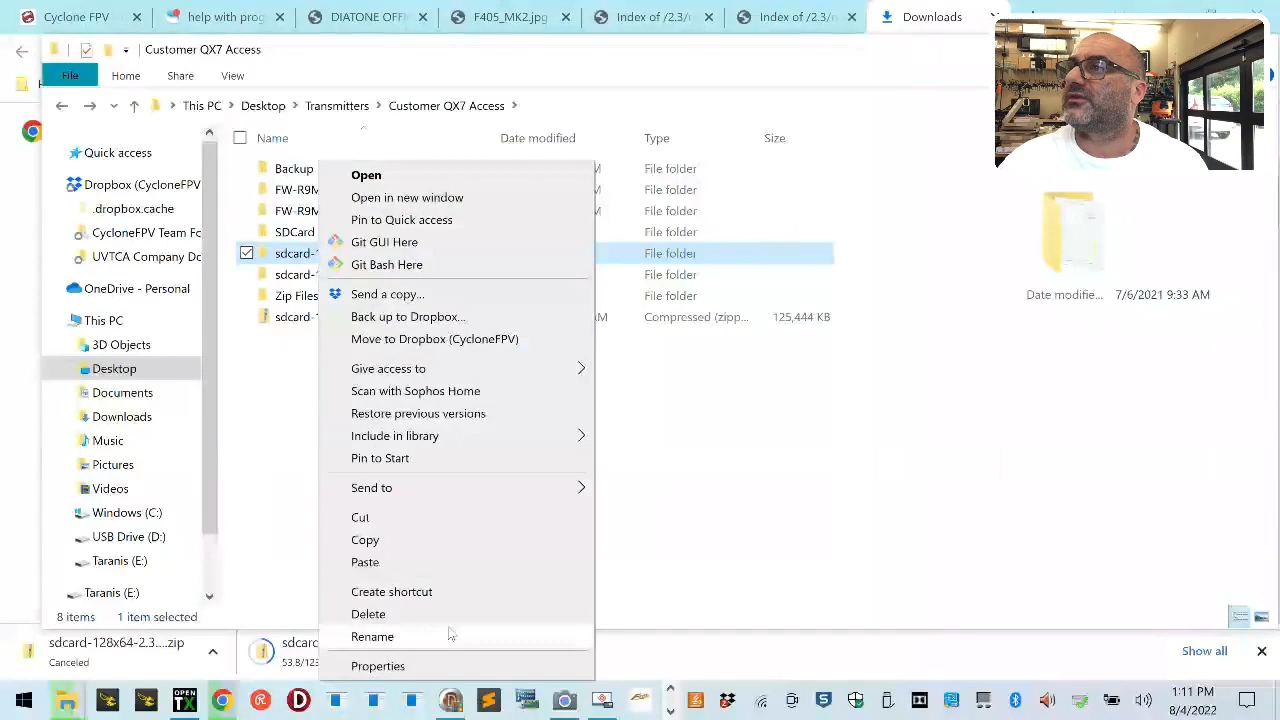 Cyclone FPV
help with prog
DIATONE OFFI
F405_MK2.jpg
Index of /2.3/r
Index of /2.3/r
Downloads
Customer QX7 Access
File
Home
Share
View
This PC
Desktop
Transmitters
Customer QX7 Access
Name
Date modified
Type
Size
Quick access
Dropbox (CycloneFPV
.dropbox.cache
CycloneFPV Team Fo
UVTCA Company Do
OneDrive - Personal
This PC
3D Objects
Desktop
Documents
Downloads
Music
Pictures
Videos
Windows (C:)
USB Drive (D:)
Taranis (E:)
Taranis (E:)
Backup
File folder
FW-R9M
File folder
FW-R9M
File folder
SDCard
File folder
sdcard-
File folder
sdcard-
File folder
Zip Files
File folder
sdcard-
AM
Compressed (zipp...
125,444 KB
Open
Open in new window
Pin to Quick access
Git GUI Here
Git Bash Here
Send a copy...
Back up to Dropbox...
Move to Dropbox (CycloneFPV)
Give access to
Scan with Sophos Home
Restore previous versions
Include in library
Pin to Start
Send to
Cut
Copy
Paste
Create shortcut
Delete
Rename
Properties
Date modifie...
7/6/2021 9:33 AM
8 items
1 item selected
sdcard-128x64-2.3....zip
Canceled
sdcar
53.8/123
Show all
OPEN
TX
1:11 PM
8/4/2022